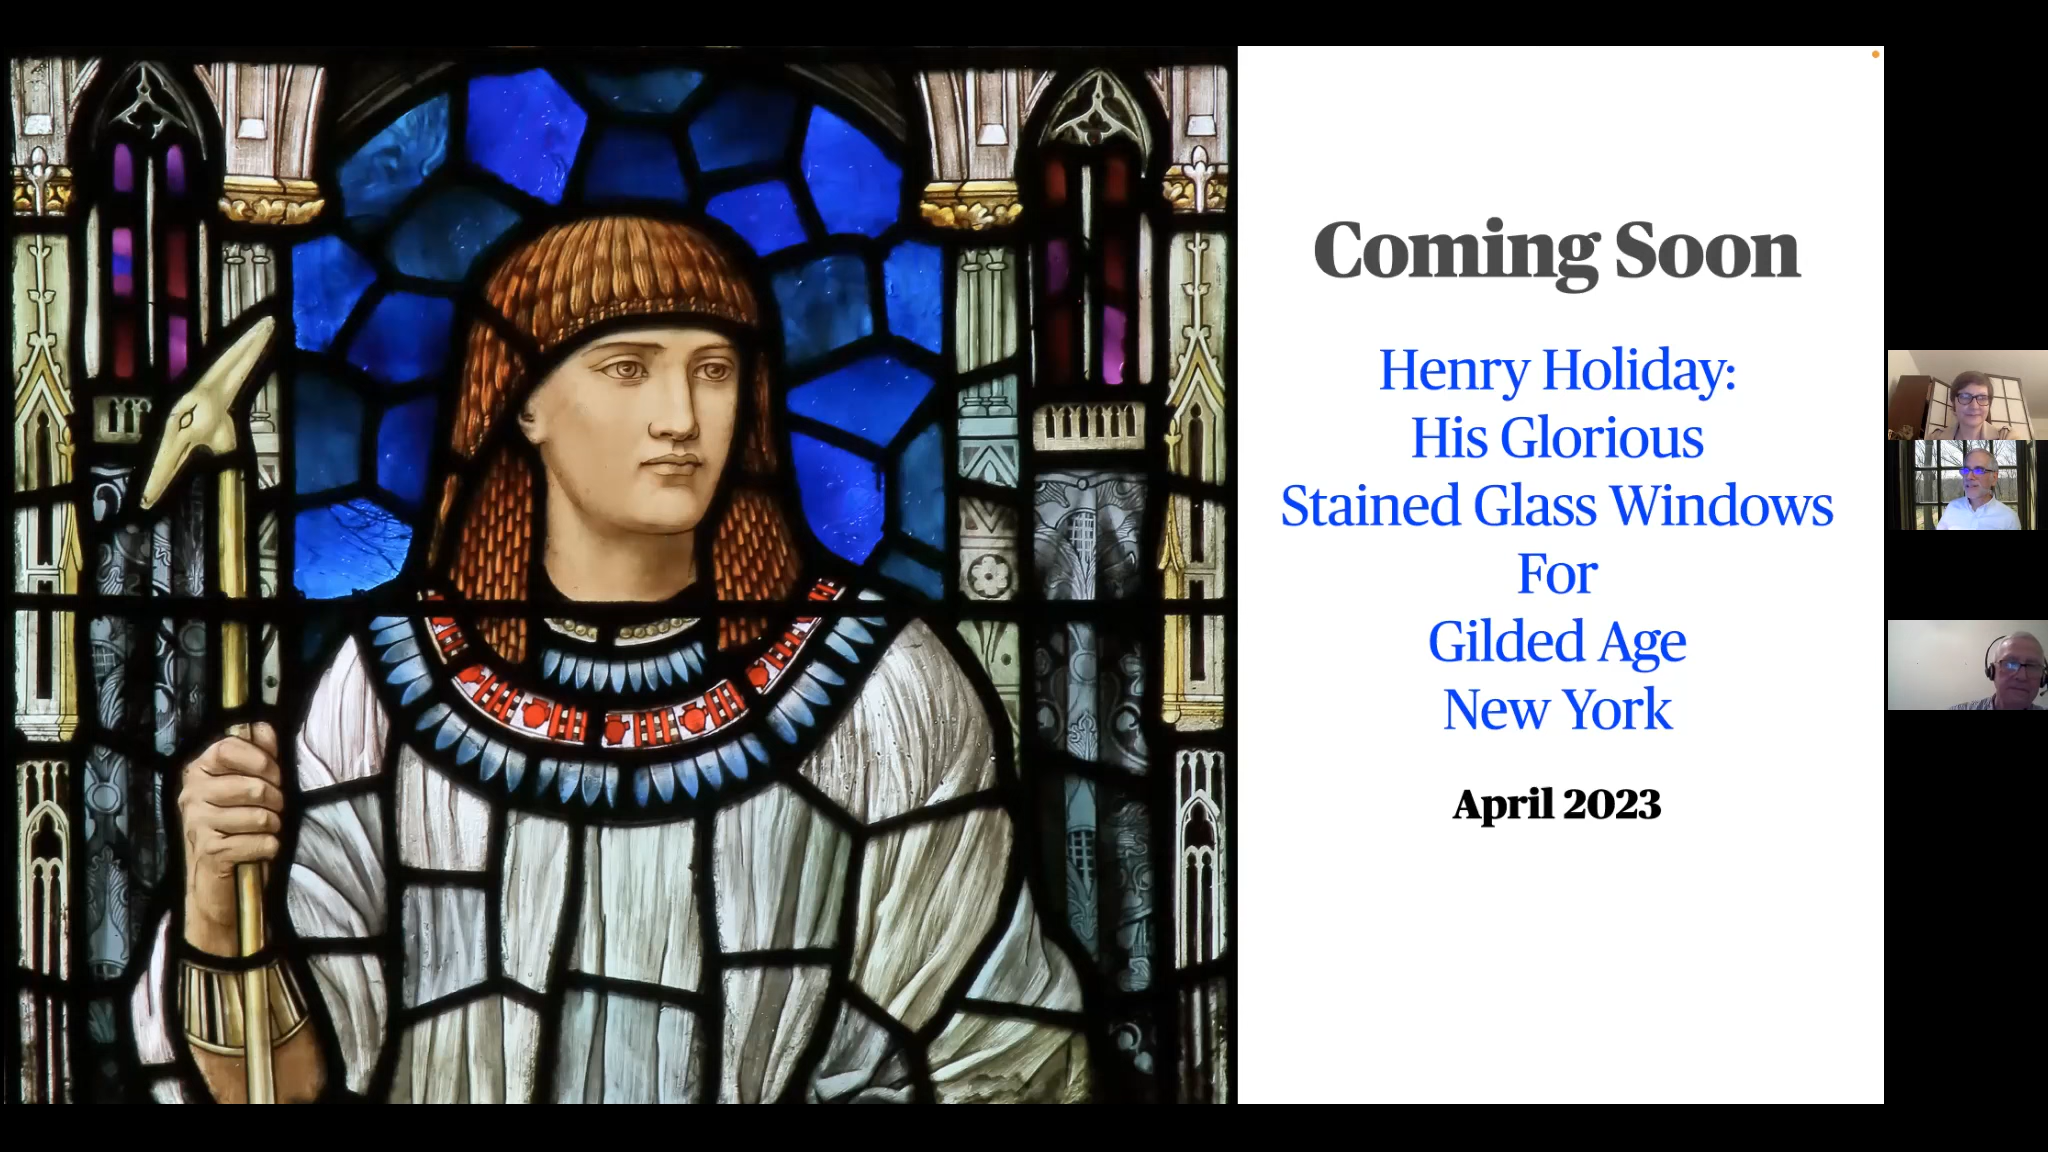 Coming Soon
Henry Holiday:
His Glorious
Stained Glass Windows
For
Gilded Age
New York
April 2023